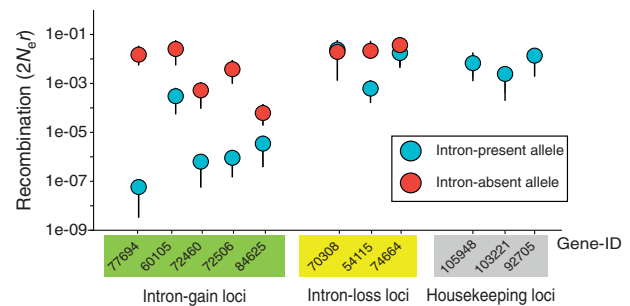 Recombination (2Ner)
1e-01
1e-03
1e-05
1e-07
1e-09
Intron-present allele
Intron-absent allele
77694
60105
72460
72506
84625
70308
54115
74664
105948
103221
92705
Gene-ID
Intron-gain loci
Intron-loss loci
Housekeeping loci